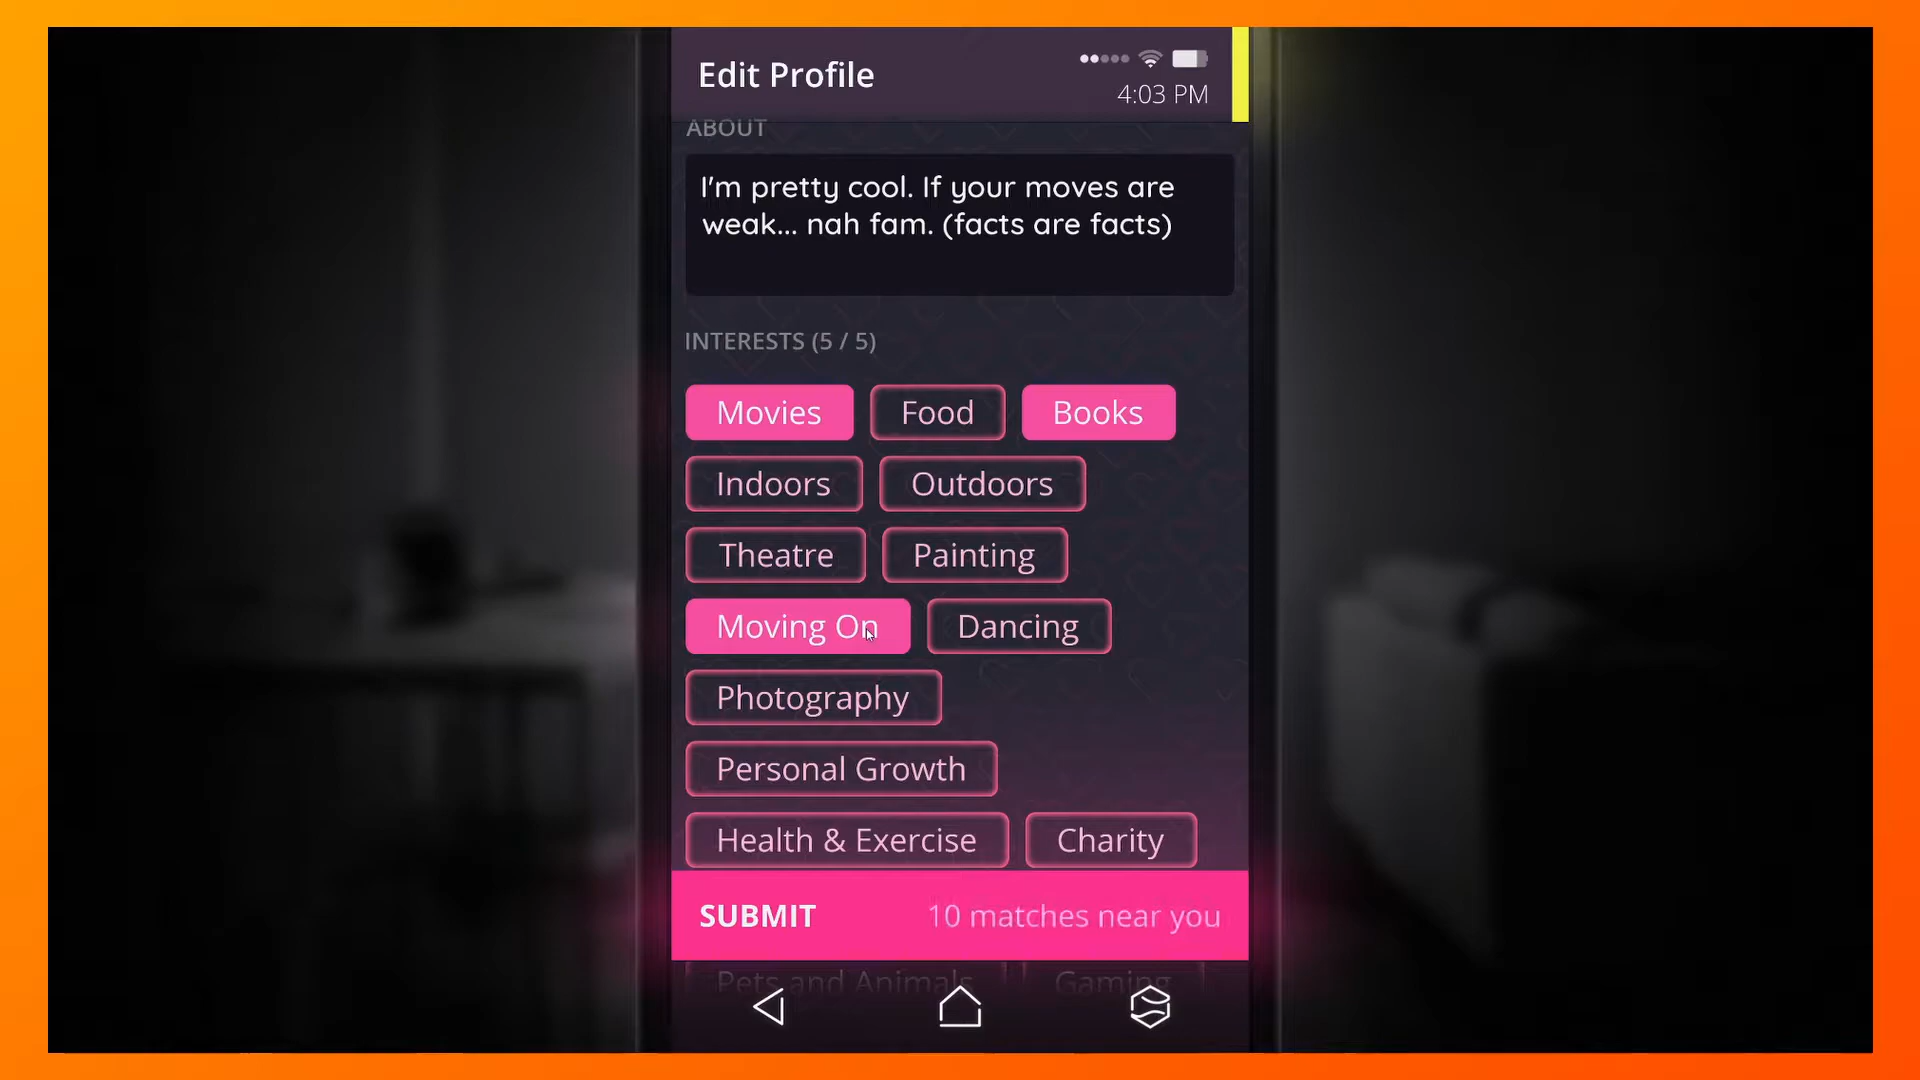 Edit Profile
4:03 PM
ABOUT
I'm pretty cool. If your moves are
weak... nah fam. (facts are facts)
INTERESTS (5 / 5)
Movies Food Books
Indoors Outdoors
Theatre Painting
Moving On Dancing
Photography
Personal Growth
Health & Exercise Charity
SUBMIT 10 matches near you
Pets and Animals Gaming